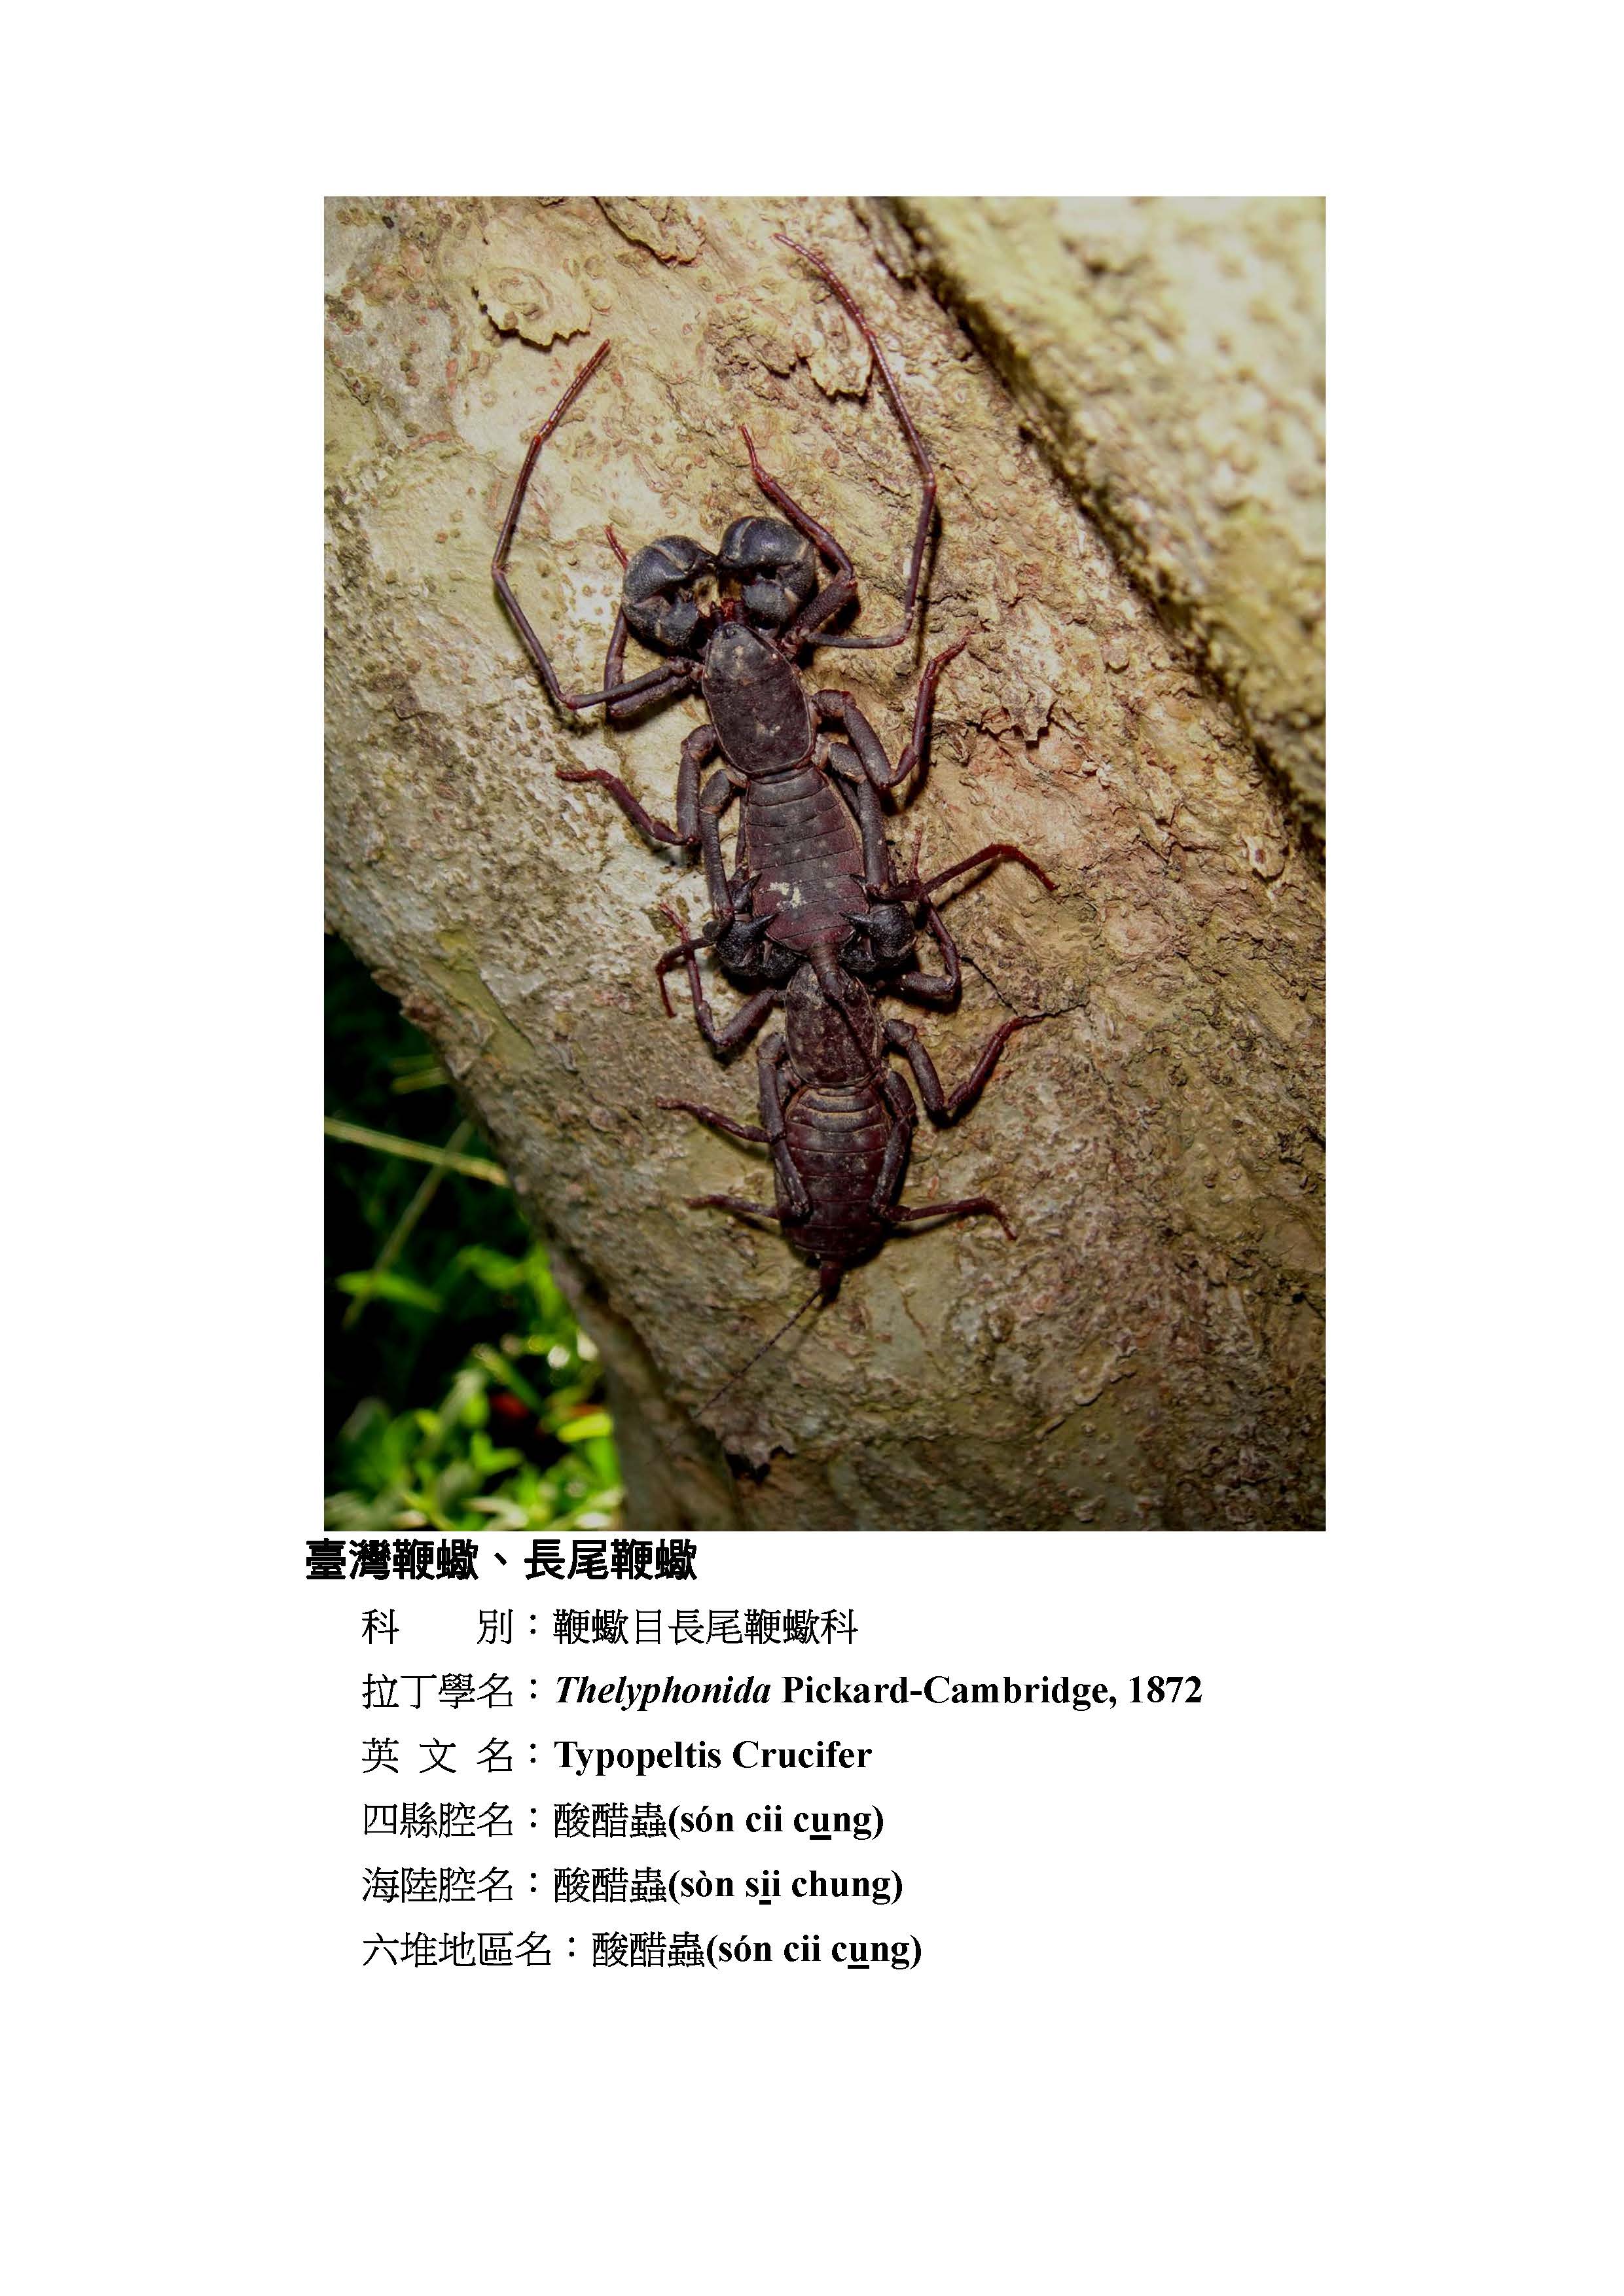 臺灣鞭蠍、長尾鞭蠍
科　　別：鞭蠍目長尾鞭蠍科
拉丁學名：Thelyphonida Pickard-Cambridge, 1872
英 文 名：Typopeltis Crucifer
四縣腔名：酸醋蟲(són cii cung)
海陸腔名：酸醋蟲(sòn sii chung)
六堆地區名：酸醋蟲(són cii cung)